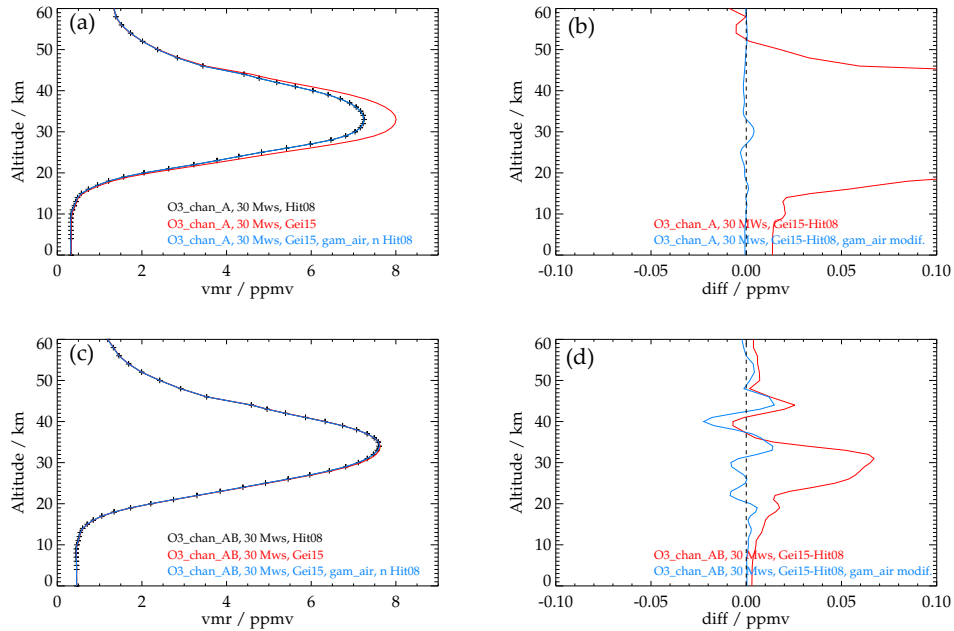 (a)
Altitude / km
60
50
40
30
20
10
0
O3_chan_A, 30 Mws, Hit08
O3_chan_A, 30 Mws, Gei15
O3_chan_A, 30 Mws, Gei15, gam_air, n Hit08
0 2 4 6 8
vmr / ppmv
(b)
Altitude / km
60
50
40
30
20
10
0
O3_chan_A, 30 MWs, Gei15-Hit08
O3_chan_A, 30 Mws, Gei15-Hit08, gam_air modif.
-0.10 -0.05 0.00 0.05 0.10
diff / ppmv
(c)
Altitude / km
60
50
40
30
20
10
0
O3_chan_AB, 30 Mws, Hit08
O3_chan_AB, 30 Mws, Gei15
O3_chan_AB, 30 Mws, Gei15, gam_air, n Hit08
0 2 4 6 8
vmr / ppmv
(d)
Altitude / km
60
50
40
30
20
10
0
O3_chan_AB, 30 Mws, Gei15-Hit08
O3_chan_AB, 30 Mws, Gei15-Hit08, gam_air modif.
-0.10 -0.05 0.00 0.05 0.10
diff / ppmv